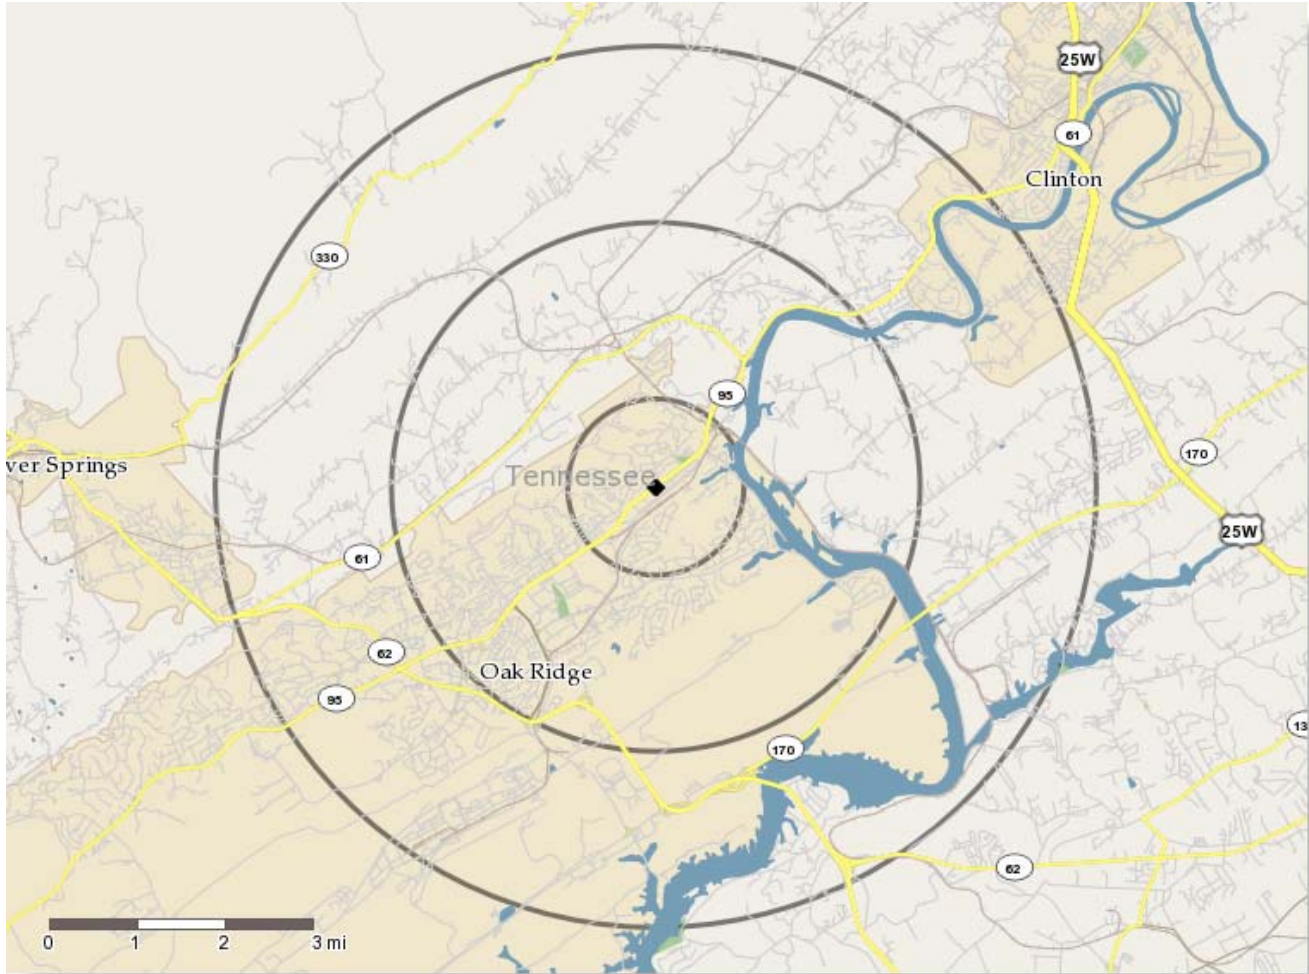 25W
61
Clinton
330
95
170
ver Springs
Tennessee
25W
61
62
Oak Ridge
95
170
13
62
0 1 2 3 mi